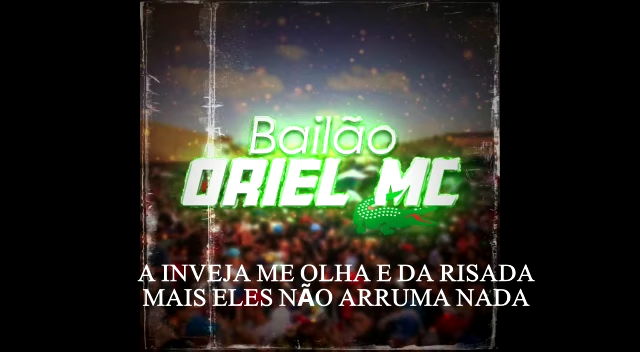 Bailão
ORIEL MC
A INVEJA ME OLHA E DA RISADA
MAIS ELES NÃO ARRUMA NADA